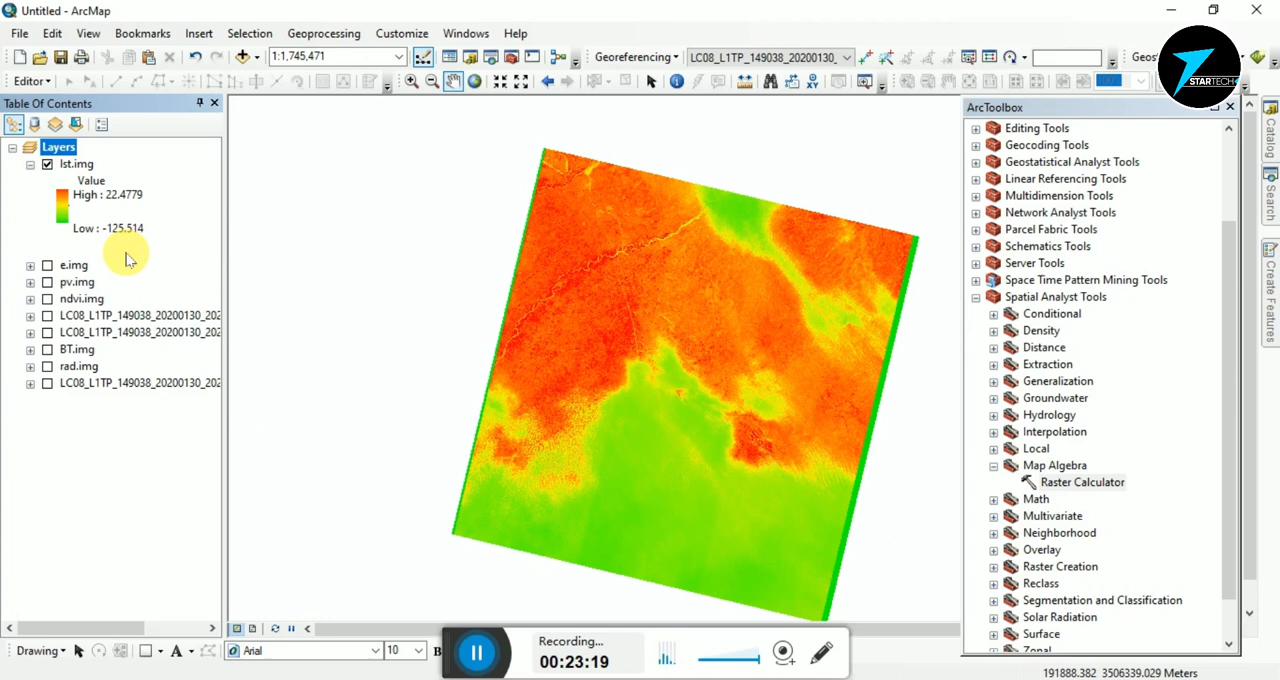 Untitled - ArcMap
File Edit View Bookmarks Insert Selection Geoprocessing Customize Windows Help
1:1,745,471 Georeferencing LC08_L1TP_149038_20200130_ Geos
Editor
STARTECH
Table Of Contents
Layers
lst.img
Value
High : 22.4779
Low : -125.514
e.img
pv.img
ndvi.img
LC08_L1TP_149038_20200130_202
LC08_L1TP_149038_20200130_202
BT.img
rad.img
LC08_L1TP_149038_20200130_202
ArcToolbox
Editing Tools
Geocoding Tools
Geostatistical Analyst Tools
Linear Referencing Tools
Multidimension Tools
Network Analyst Tools
Parcel Fabric Tools
Schematics Tools
Server Tools
Space Time Pattern Mining Tools
Spatial Analyst Tools
Conditional
Density
Distance
Extraction
Generalization
Groundwater
Hydrology
Interpolation
Local
Map Algebra
Raster Calculator
Math
Multivariate
Neighborhood
Overlay
Raster Creation
Reclass
Segmentation and Classification
Solar Radiation
Surface
Zonal
Catalog
Search
Create Features
Drawing Arial 10 B
Recording...
00:23:19
191888.382 3506339.029 Meters